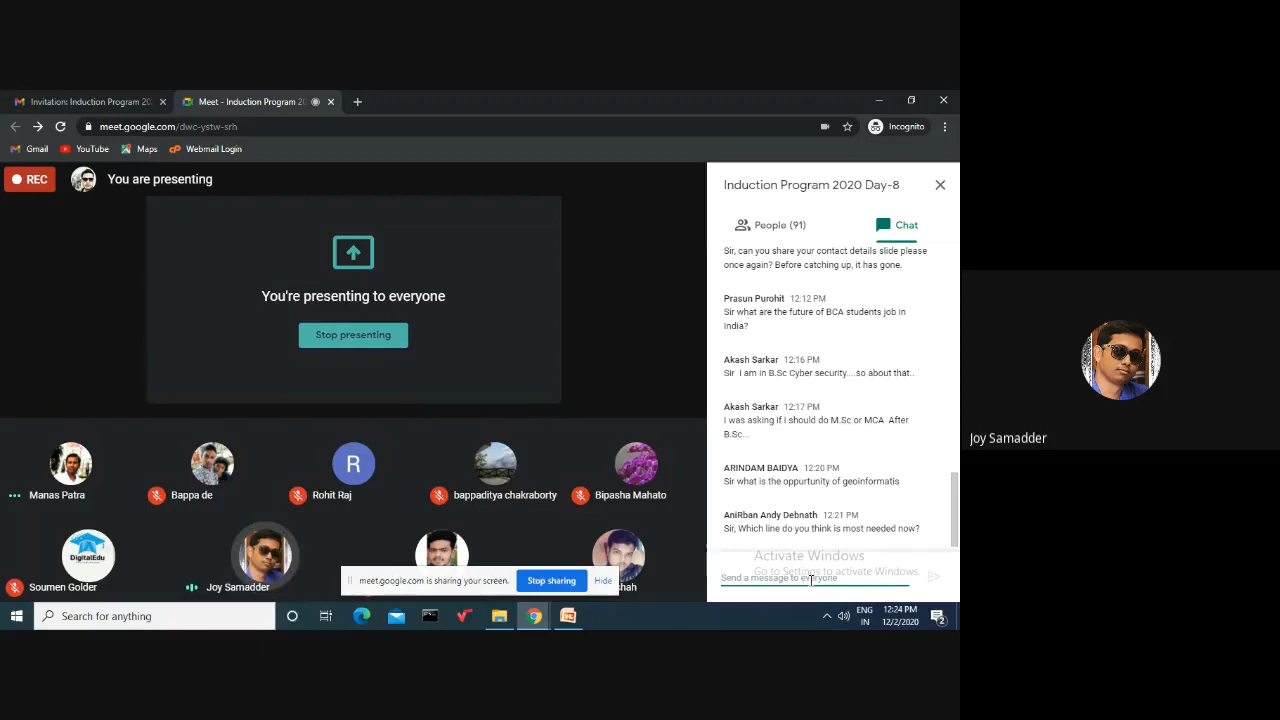 Invitation: Induction Program 20
Meet - Induction Program 20
meet.google.com/dwc-ystw-srh
Incognito
Gmail
YouTube
Maps
Webmail Login
REC
You are presenting
You're presenting to everyone
Stop presenting
Manas Patra
Bappa de
Rohit Raj
R
bappaditya chakraborty
Bipasha Mahato
DigitalEdu
Soumen Golder
Joy Samadder
shah
meet.google.com is sharing your screen.
Stop sharing
Hide
Induction Program 2020 Day-8
People (91)
Chat
Sir, can you share your contact details slide please
once again? Before catching up, it has gone.
Prasun Purohit 12:12 PM
Sir what are the future of BCA students job in
India?
Akash Sarkar 12:16 PM
Sir i am in B.Sc Cyber security....so about that..
Akash Sarkar 12:17 PM
I was asking if i should do M.Sc or MCA After
B.Sc...
ARINDAM BAIDYA 12:20 PM
Sir what is the oppurtunity of geoinformatis
AniRban Andy Debnath 12:21 PM
Sir, Which line do you think is most needed now?
Activate Windows
Go to Settings to activate Windows.
Send a message to everyone
Search for anything
ENG
IN
12:24 PM
12/2/2020
2
Joy Samadder